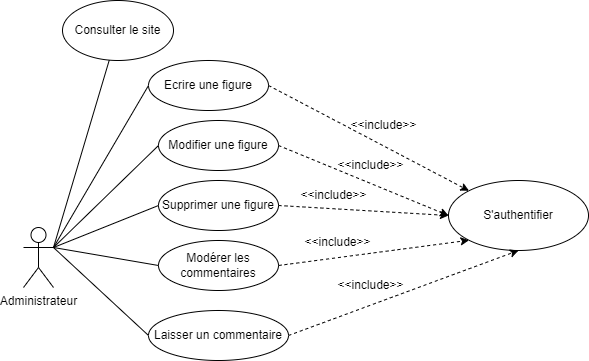 Consulter le site
Ecrire une figure
<<include>>
Modifier une figure
<<include>>
Supprimer une figure
<<include>>
S'authentifier
Modérer les
commentaires
<<include>>
Administrateur
<<include>>
Laisser un commentaire